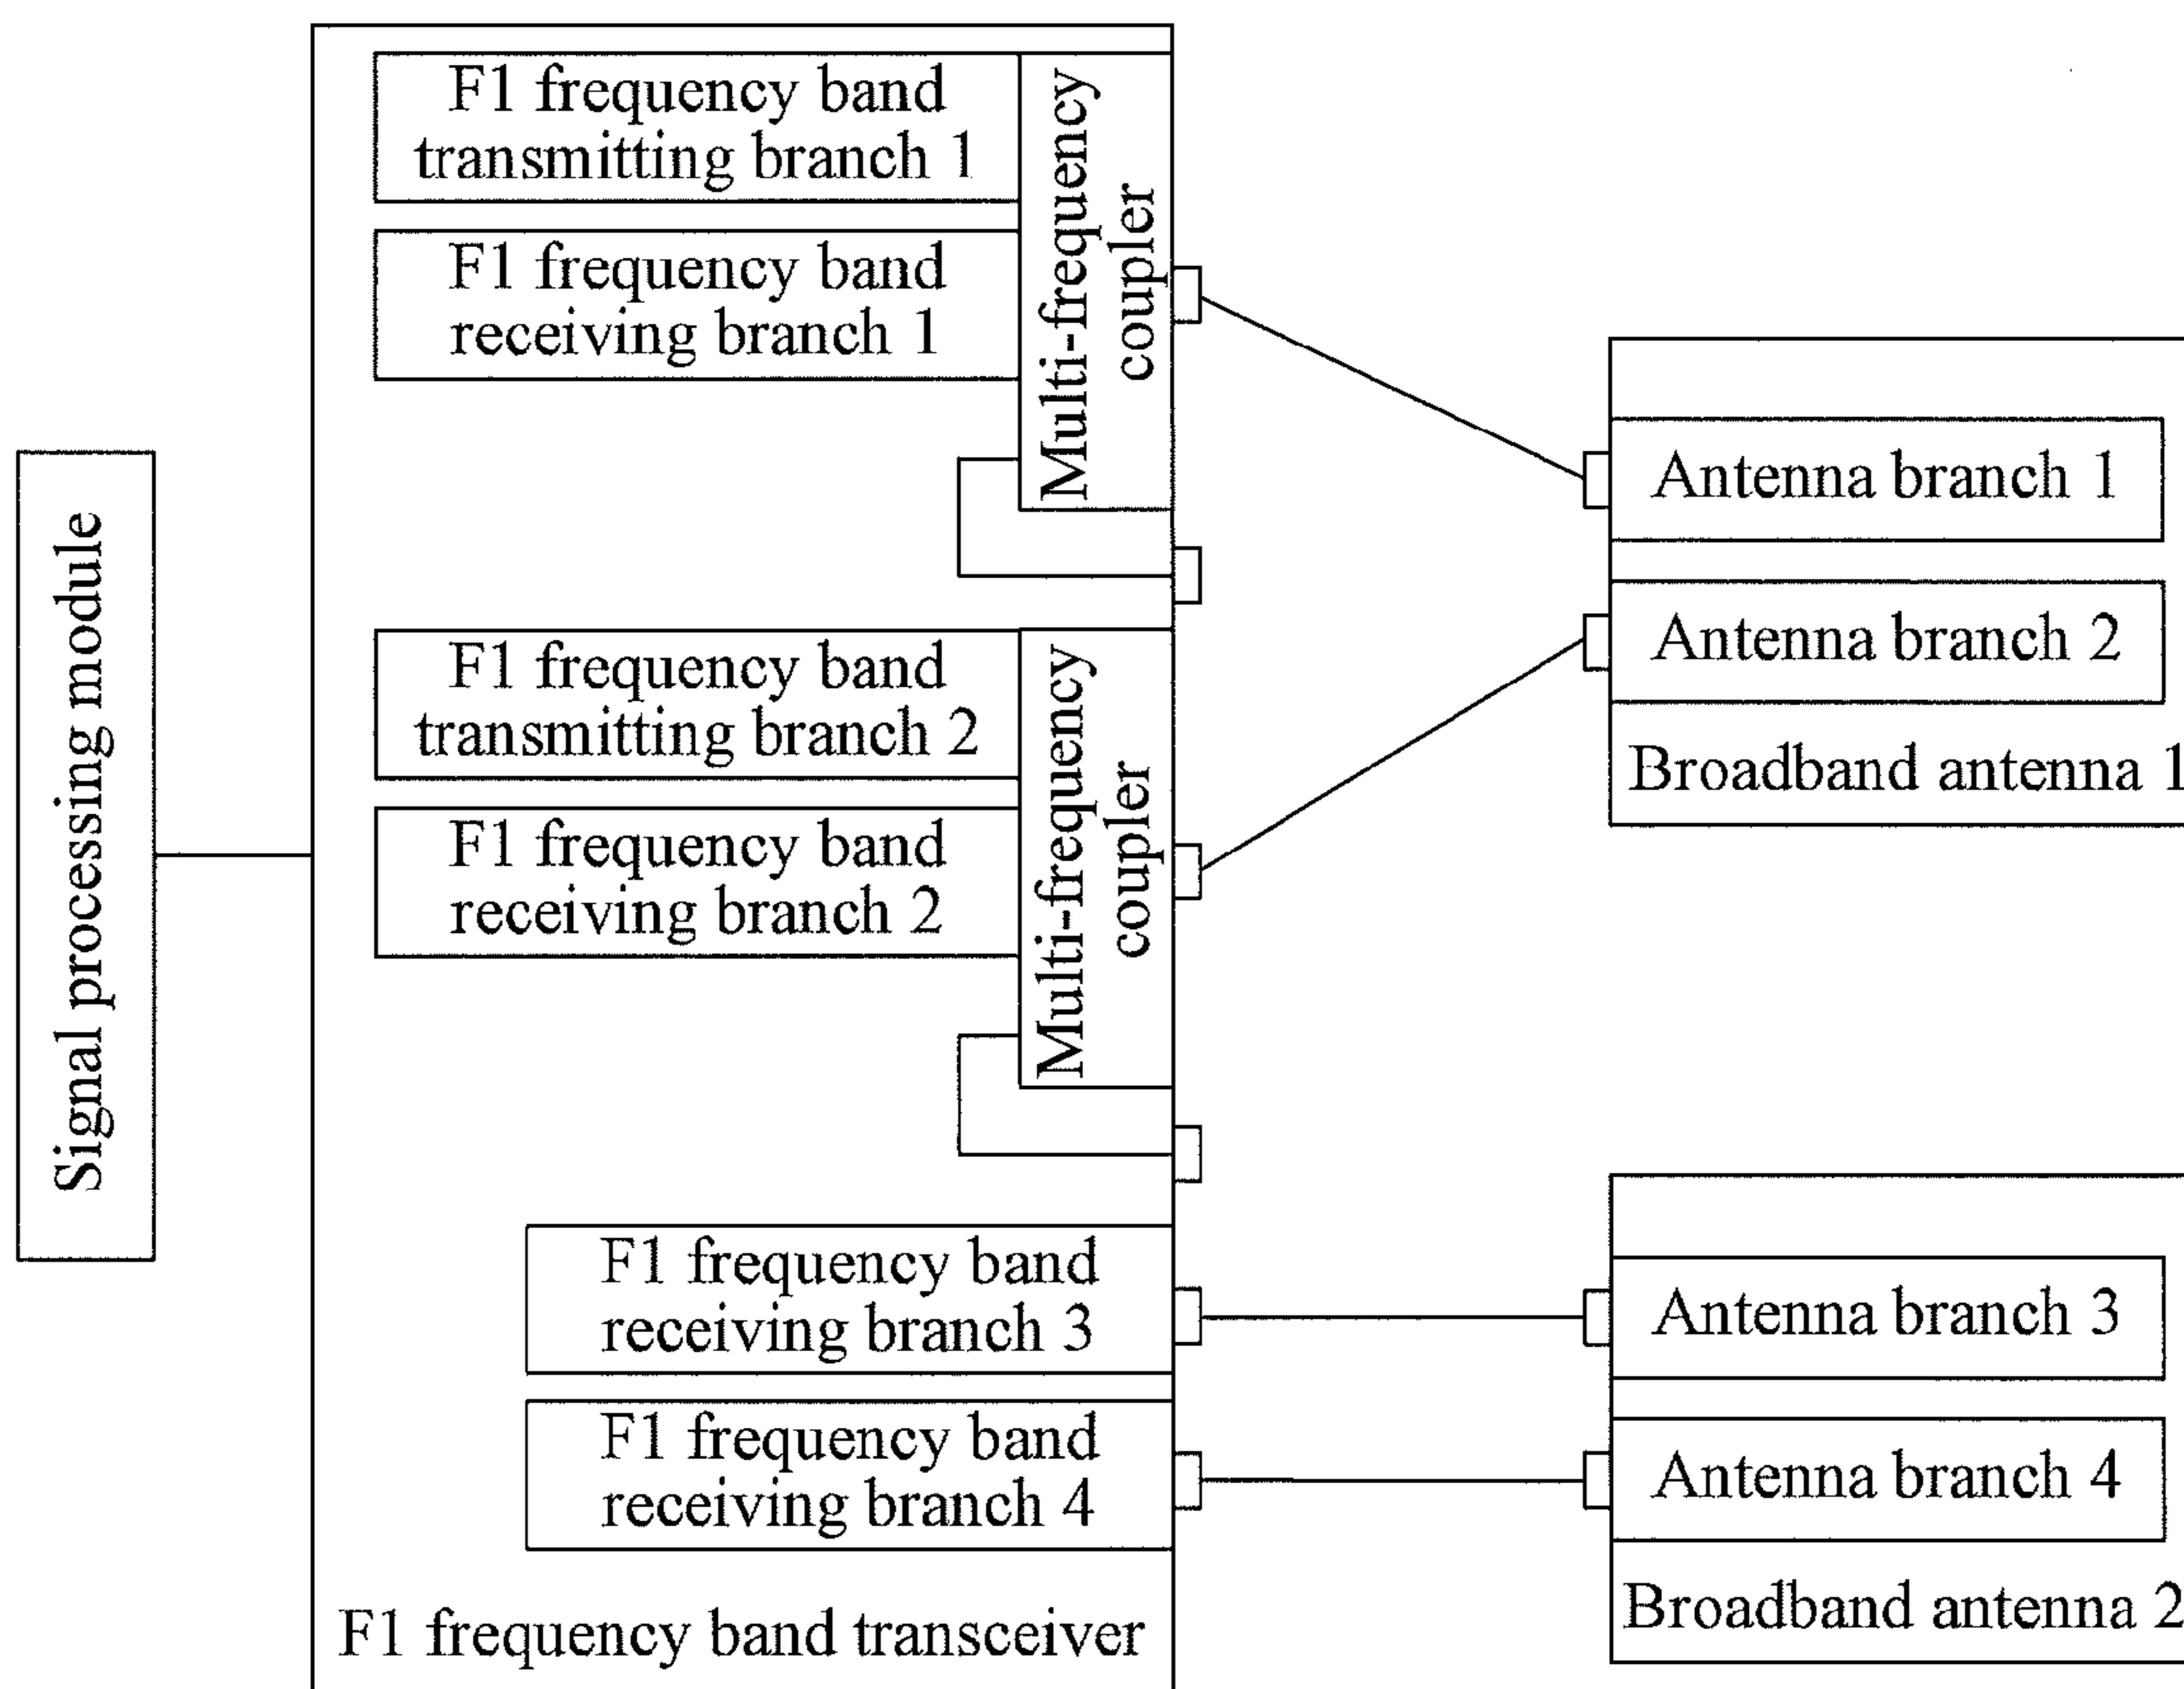 Signal processing module
F1 frequency band
transmitting branch 1
F1 frequency band
receiving branch 1
Multi-frequency
coupler
F1 frequency band
transmitting branch 2
F1 frequency band
receiving branch 2
Multi-frequency
coupler
F1 frequency band
receiving branch 3
F1 frequency band
receiving branch 4
F1 frequency band transceiver
Antenna branch 1
Antenna branch 2
Broadband antenna 1
Antenna branch 3
Antenna branch 4
Broadband antenna 2